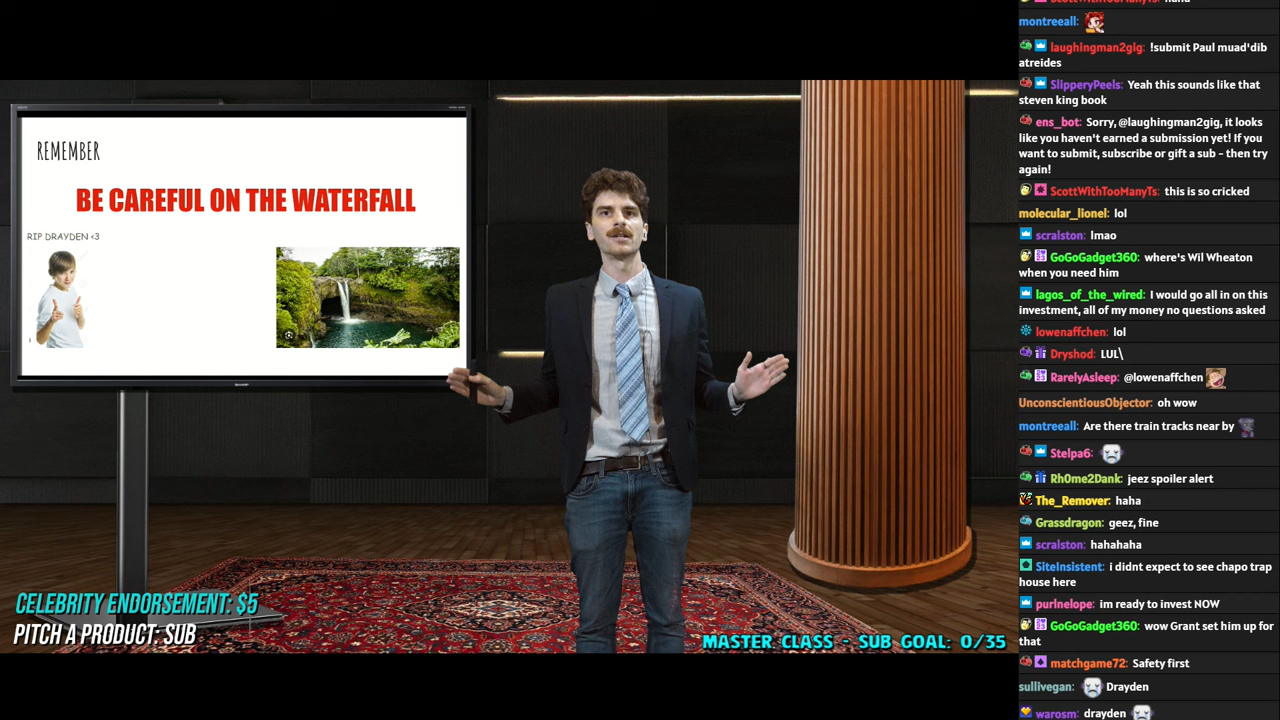 REMEMBER
BE CAREFUL ON THE WATERFALL
RIP DRAYDEN <3
SHARP
CELEBRITY ENDORSEMENT: $5
PITCH A PRODUCT: SUB
MASTER CLASS - SUB GOAL: 0/35
montreeall:
laughingman2gig: !submit Paul muad'dib
atreides
SlipperyPeels: Yeah this sounds like that
steven king book
ens_bot: Sorry, @laughingman2gig, it looks
like you haven't earned a submission yet! If you
want to submit, subscribe or gift a sub - then try
again!
ScottWithTooManyTs: this is so cricked
molecular_lionel: lol
scralston: lmao
GoGoGadget360: where's Wil Wheaton
when you need him
lagos_of_the_wired: I would go all in on this
investment, all of my money no questions asked
lowenaffchen: lol
Dryshod: LUL\
RarelyAsleep: @lowenaffchen
UnconscientiousObjector: oh wow
montreeall: Are there train tracks near by
Stelpa6:
Rh0me2Dank: jeez spoiler alert
The_Remover: haha
Grassdragon: geez, fine
scralston: hahahaha
SiteInsistent: i didnt expect to see chapo trap
house here
purlnelope: im ready to invest NOW
GoGoGadget360: wow Grant set him up for
that
matchgame72: Safety first
sullivegan: Drayden
warosm: drayden